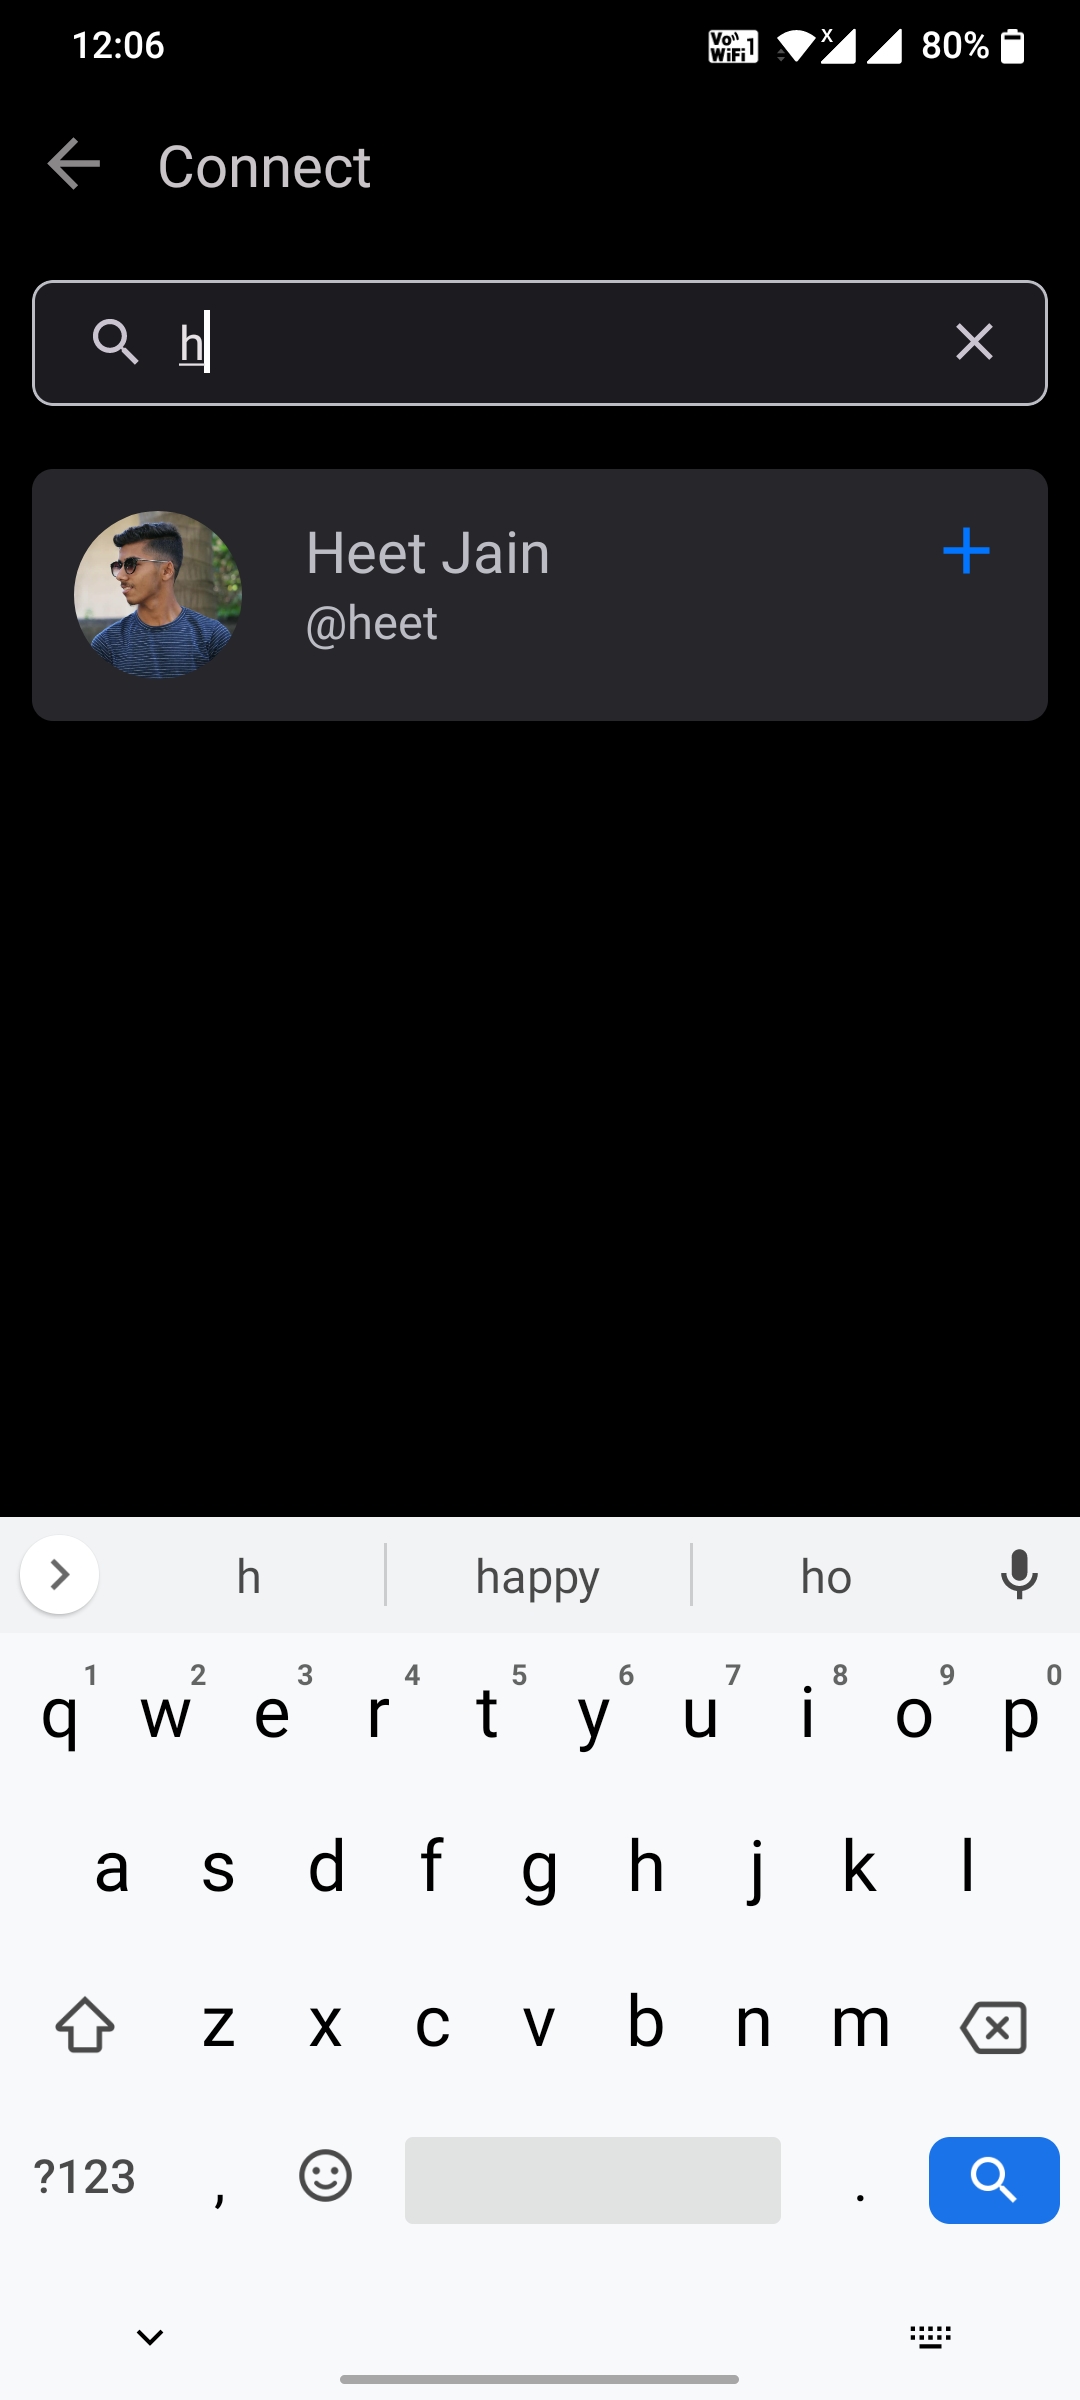 12:06
Vo WiFi 1 X 80%
Connect
h
Heet Jain
@heet
h happy ho
1 2 3 4 5 6 7 8 9 0
q w e r t y u i o p
a s d f g h j k l
z x c v b n m
?123 , .